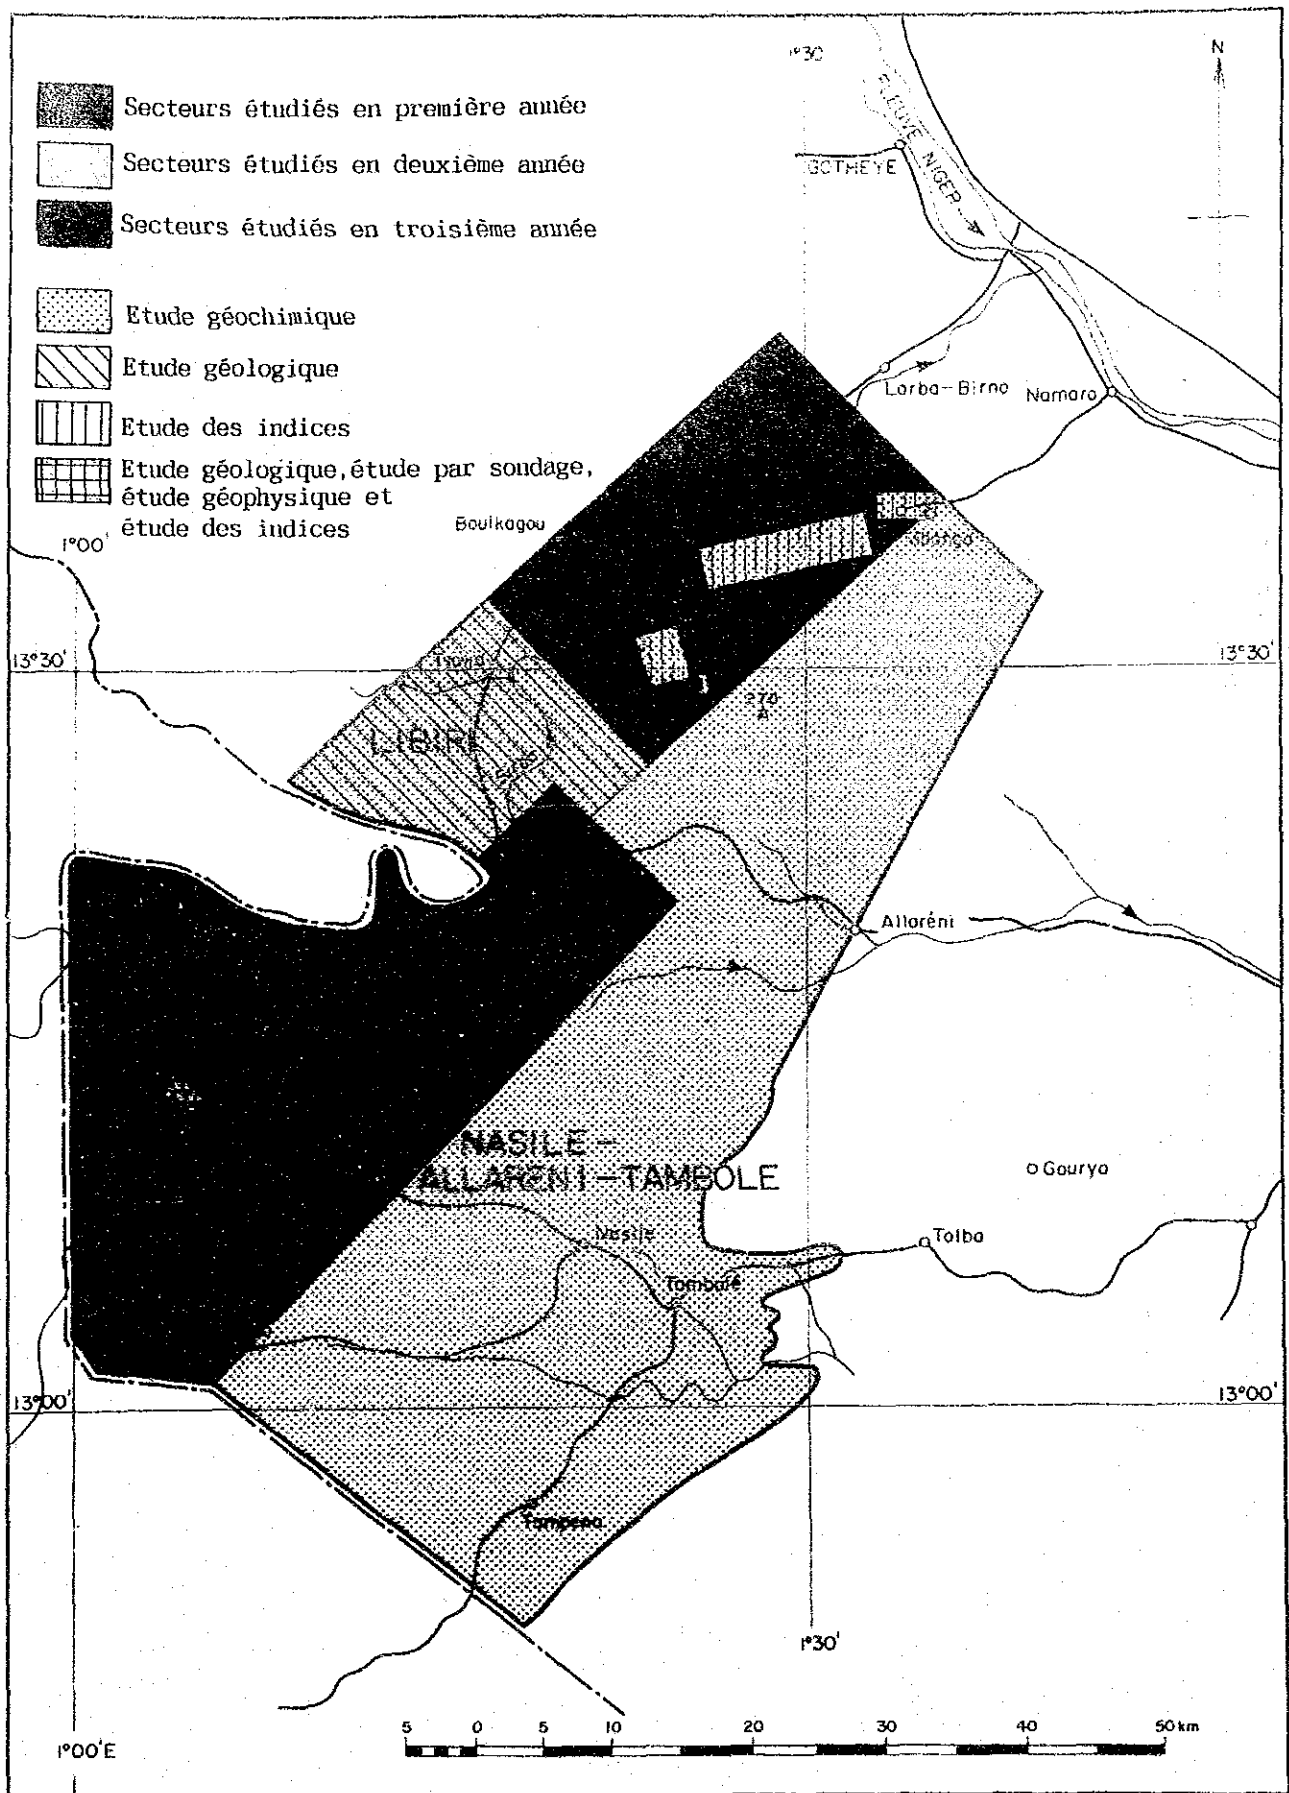 1°30'
N
Secteurs étudiés en première année
Secteurs étudiés en deuxième année
Secteurs étudiés en troisième année
Etude géochimique
Etude géologique
Etude des indices
Etude géologique, étude par sondage,
étude géophysique et
étude des indices
FLEUVE NIGER
GOTHEYE
Larba-Birno
Namaro
Boulkagou
1°00'
13°30'
13°30'
LIBIRI
270
Allaréni
NASILE-
ALLARENI-TAMBOLE
Gourya
Nasilé
Tolba
Tambolé
13°00'
13°00'
Tampena
1°30'
1°00'E
5 0 5 10 20 30 40 50 km